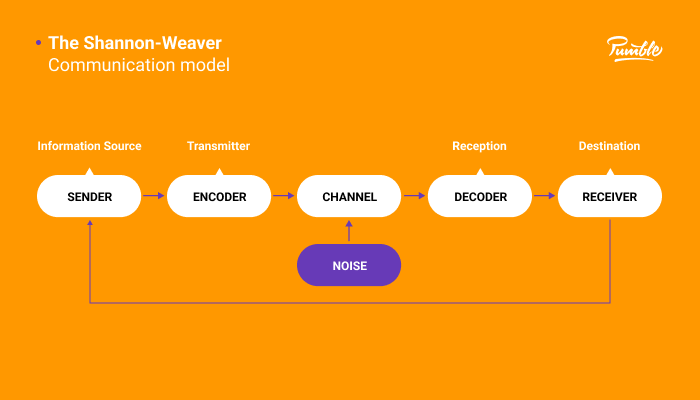 The Shannon-Weaver
Communication model
Pumble
Information Source
Transmitter
Reception
Destination
SENDER
ENCODER
CHANNEL
DECODER
RECEIVER
NOISE